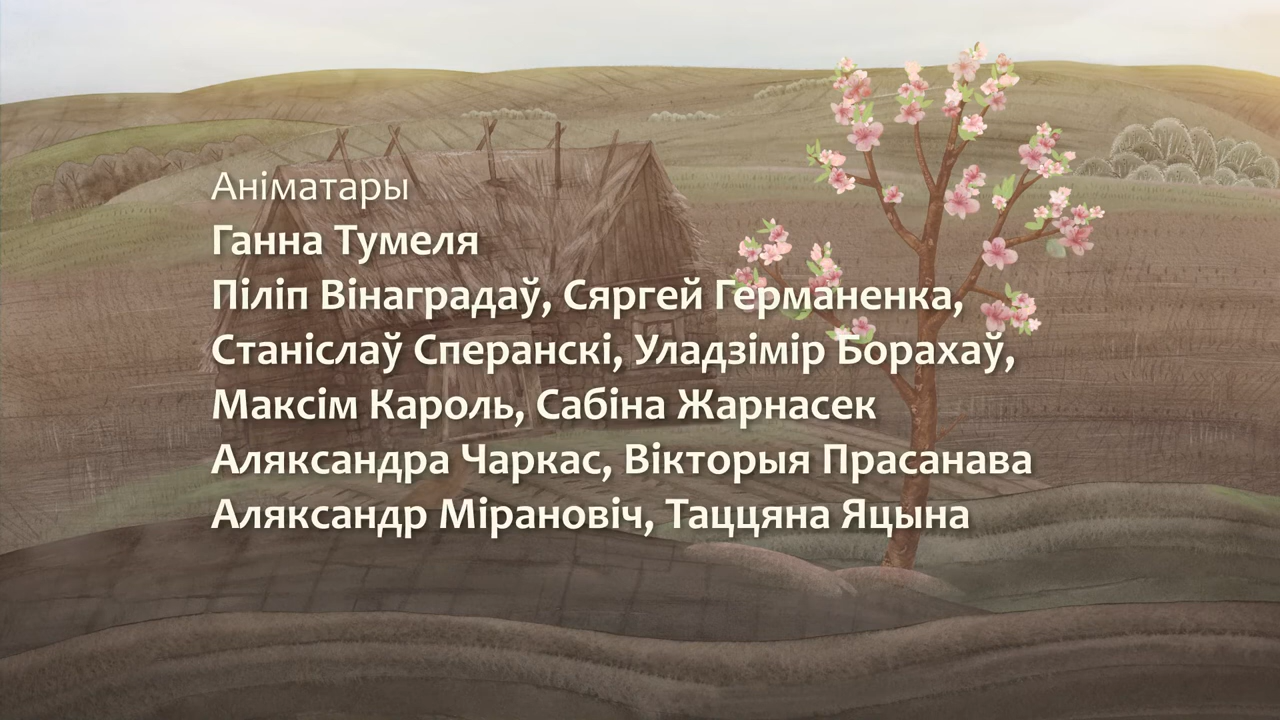 Аніматары
Ганна Тумеля
Піліп Вінаградаў, Сяргей Германенка,
Станіслаў Сперанскі, Уладзімір Борахаў,
Максім Кароль, Сабіна Жарнасек
Аляксандра Чаркас, Вікторыя Прасанава
Аляксандр Мірановіч, Таццяна Яцына